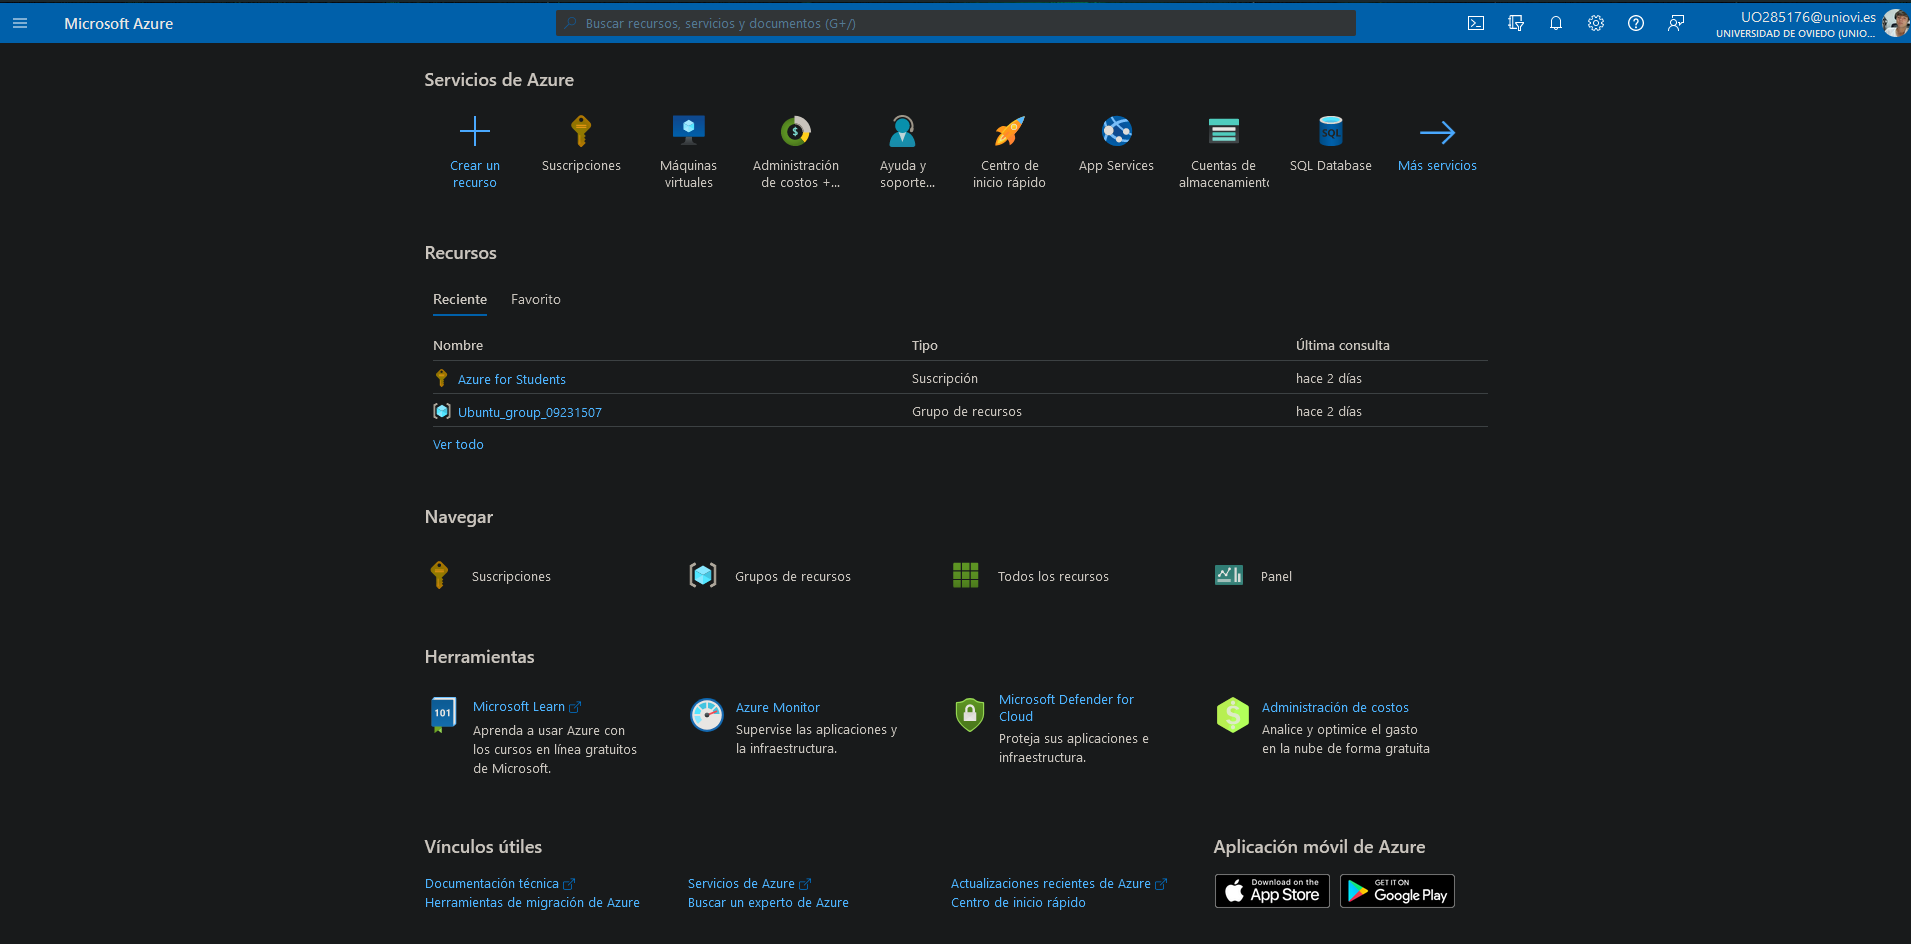 Microsoft Azure
Buscar recursos, servicios y documentos (G+/)
UO285176@uniovi.es
UNIVERSIDAD DE OVIEDO (UNIO...
Servicios de Azure
Crear un
recurso
Suscripciones
Máquinas
virtuales
Administración
de costos +...
Ayuda y
soporte...
Centro de
inicio rápido
App Services
Cuentas de
almacenamiento
SQL
SQL Database
Más servicios
Recursos
Reciente
Favorito
Nombre
Tipo
Última consulta
Azure for Students
Suscripción
hace 2 días
Ubuntu_group_09231507
Grupo de recursos
hace 2 días
Ver todo
Navegar
Suscripciones
Grupos de recursos
Todos los recursos
Panel
Herramientas
101
Microsoft Learn
Aprenda a usar Azure con
los cursos en línea gratuitos
de Microsoft.
Azure Monitor
Supervise las aplicaciones y
la infraestructura.
Microsoft Defender for
Cloud
Proteja sus aplicaciones e
infraestructura.
Administración de costos
Analice y optimice el gasto
en la nube de forma gratuita
Vínculos útiles
Documentación técnica
Herramientas de migración de Azure
Servicios de Azure
Buscar un experto de Azure
Actualizaciones recientes de Azure
Centro de inicio rápido
Aplicación móvil de Azure
Download on the
App Store
GET IT ON
Google Play